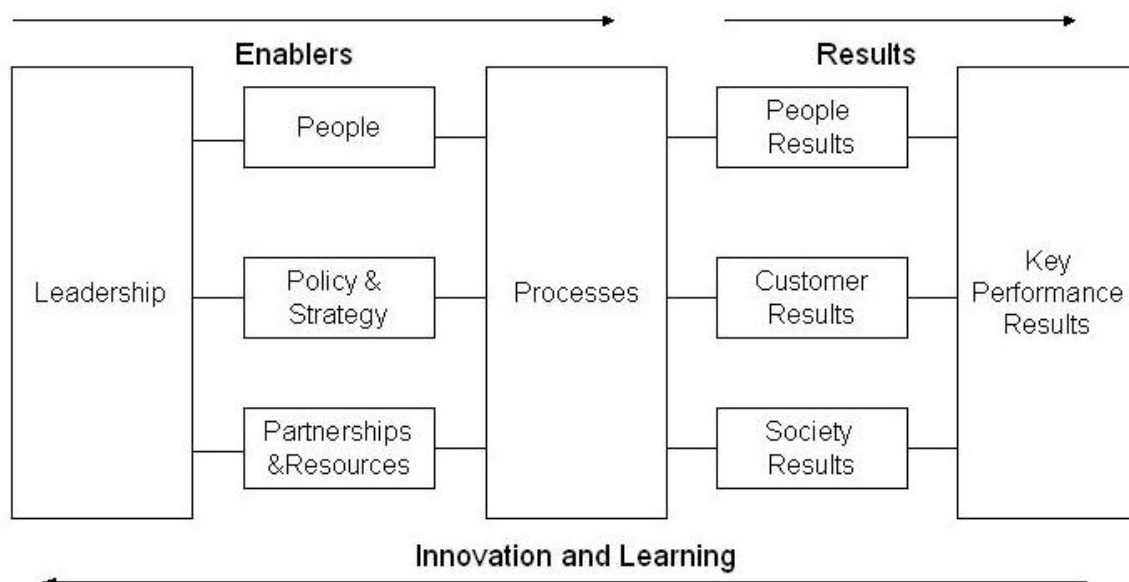 Enablers
Results
Leadership
People
Policy &
Strategy
Partnerships
&Resources
Processes
People
Results
Customer
Results
Society
Results
Key
Performance
Results
Innovation and Learning